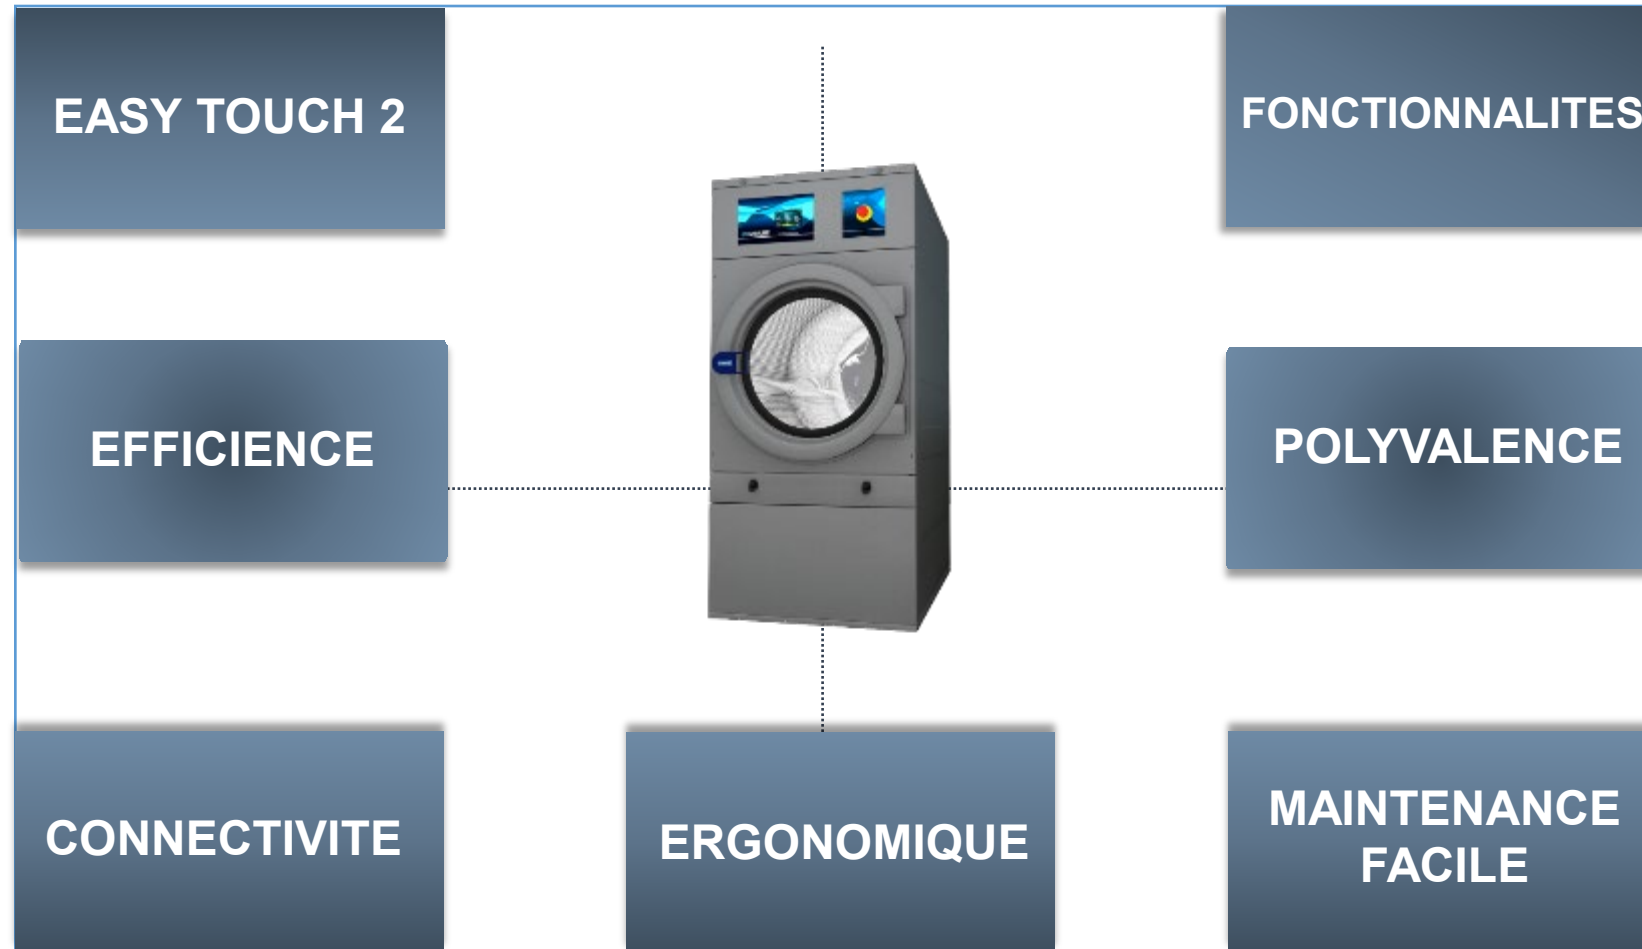 EASY TOUCH 2
FONCTIONNALITES
EFFICIENCE
POLYVALENCE
CONNECTIVITE
ERGONOMIQUE
MAINTENANCE
FACILE